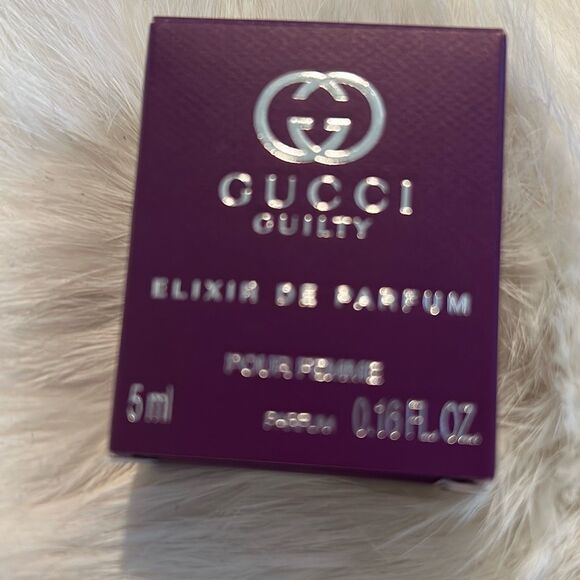 GUCCI
GUILTY
ELIXIR DE PARFUM
POUR FEMME
5 ml PARFUM 0.16 FL. OZ.